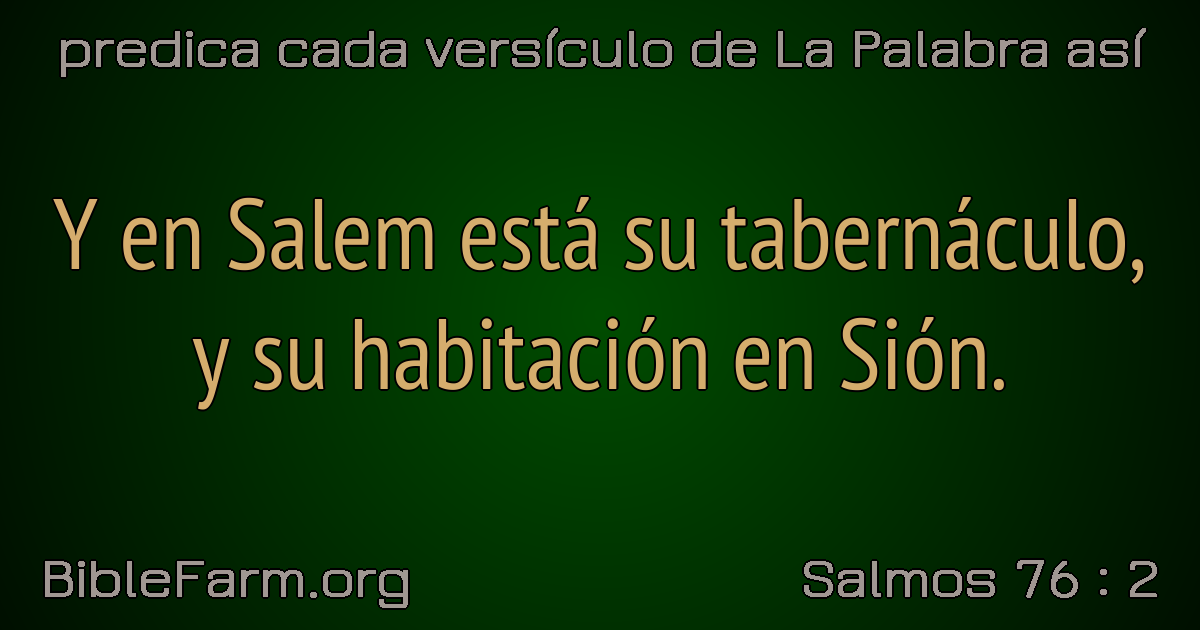 predica cada versículo de La Palabra así
Y en Salem está su tabernáculo,
y su habitación en Sión.
BibleFarm.org
Salmos 76 : 2